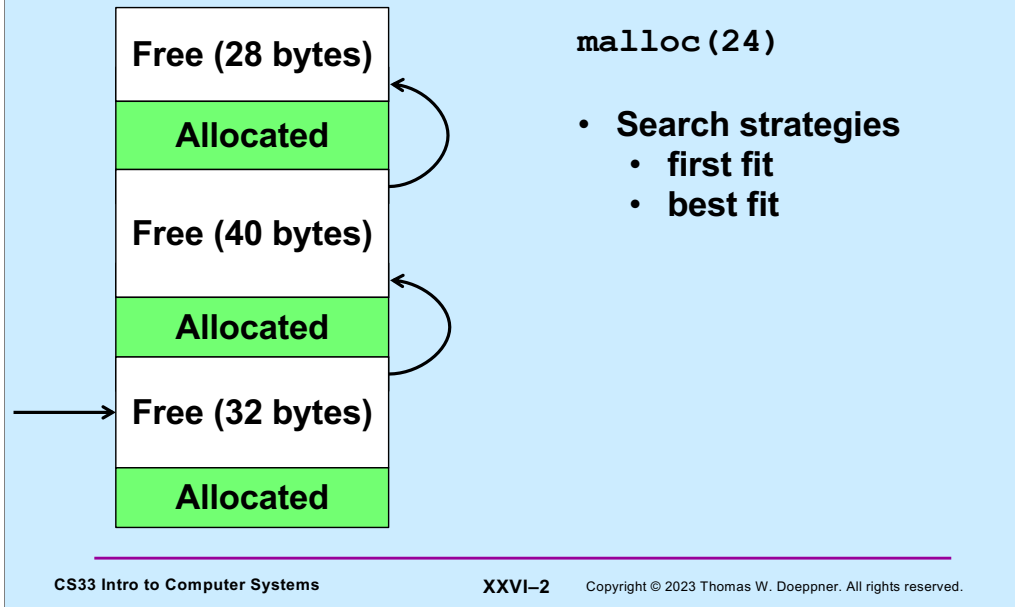 Free (28 bytes)
Allocated
Free (40 bytes)
Allocated
Free (32 bytes)
Allocated
malloc(24)
• Search strategies
• first fit
• best fit
CS33 Intro to Computer Systems
XXVI–2
Copyright © 2023 Thomas W. Doeppner. All rights reserved.